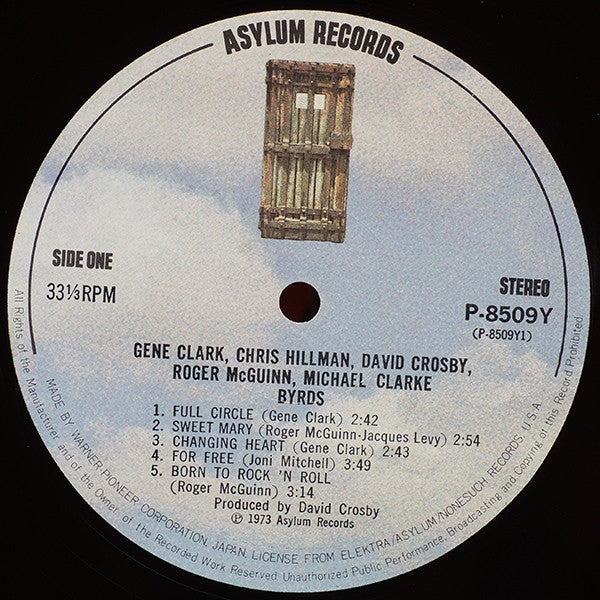 ASYLUM RECORDS
SIDE ONE
33⅓RPM
STEREO
P-8509Y
(P-8509Y1)
GENE CLARK, CHRIS HILLMAN, DAVID CROSBY,
ROGER McGUINN, MICHAEL CLARKE
BYRDS
1. FULL CIRCLE (Gene Clark) 2:42
2. SWEET MARY (Roger McGuinn-Jacques Levy) 2:54
3. CHANGING HEART (Gene Clark) 2:43
4. FOR FREE (Joni Mitchell) 3:49
5. BORN TO ROCK 'N ROLL
(Roger McGuinn) 3:14
Produced by David Crosby
℗ 1973 Asylum Records
MADE BY WARNER-PIONEER CORPORATION, JAPAN. LICENSE FROM ELEKTRA/ASYLUM/NONESUCH RECORDS, U.S.A.
All Rights of the Manufacturer and of the Owner of the Recorded Work Reserved Unauthorized Public Performance, Broadcasting and Copying of this Record Prohibited.